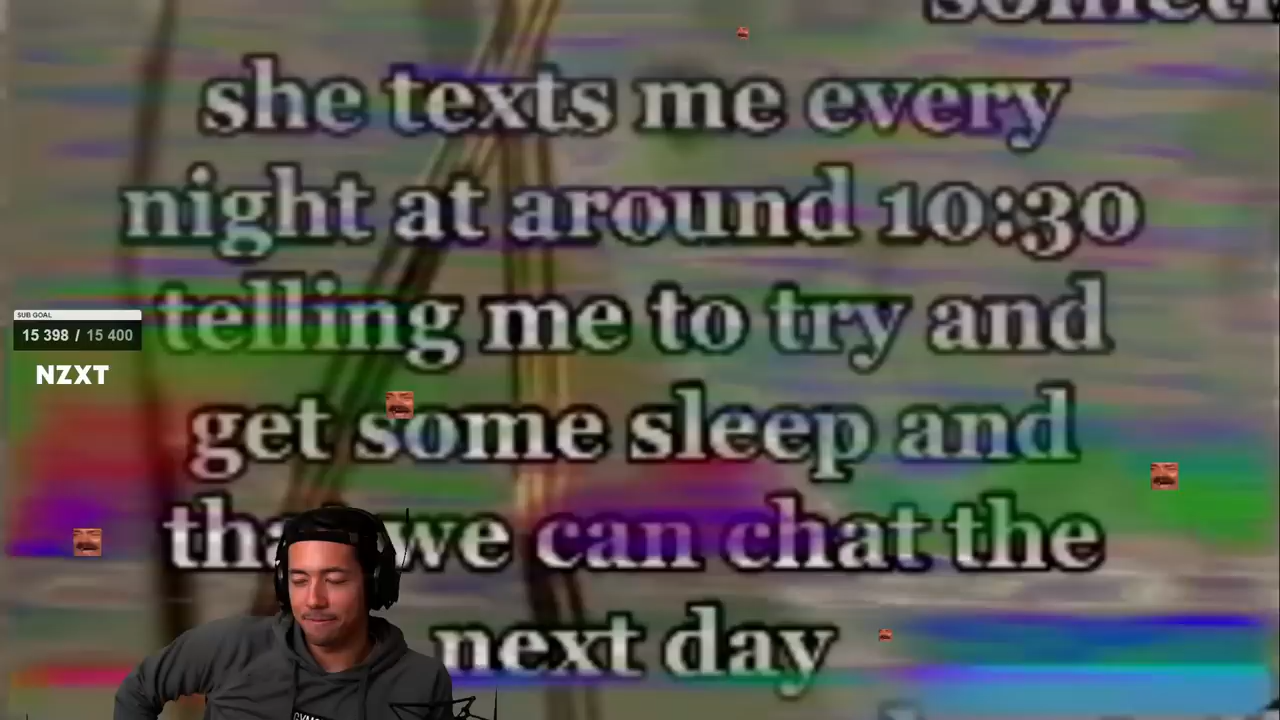 she texts me every
night at around 10:30
telling me to try and
get some sleep and
that we can chat the
next day
SUB GOAL
15 398 / 15 400
NZXT